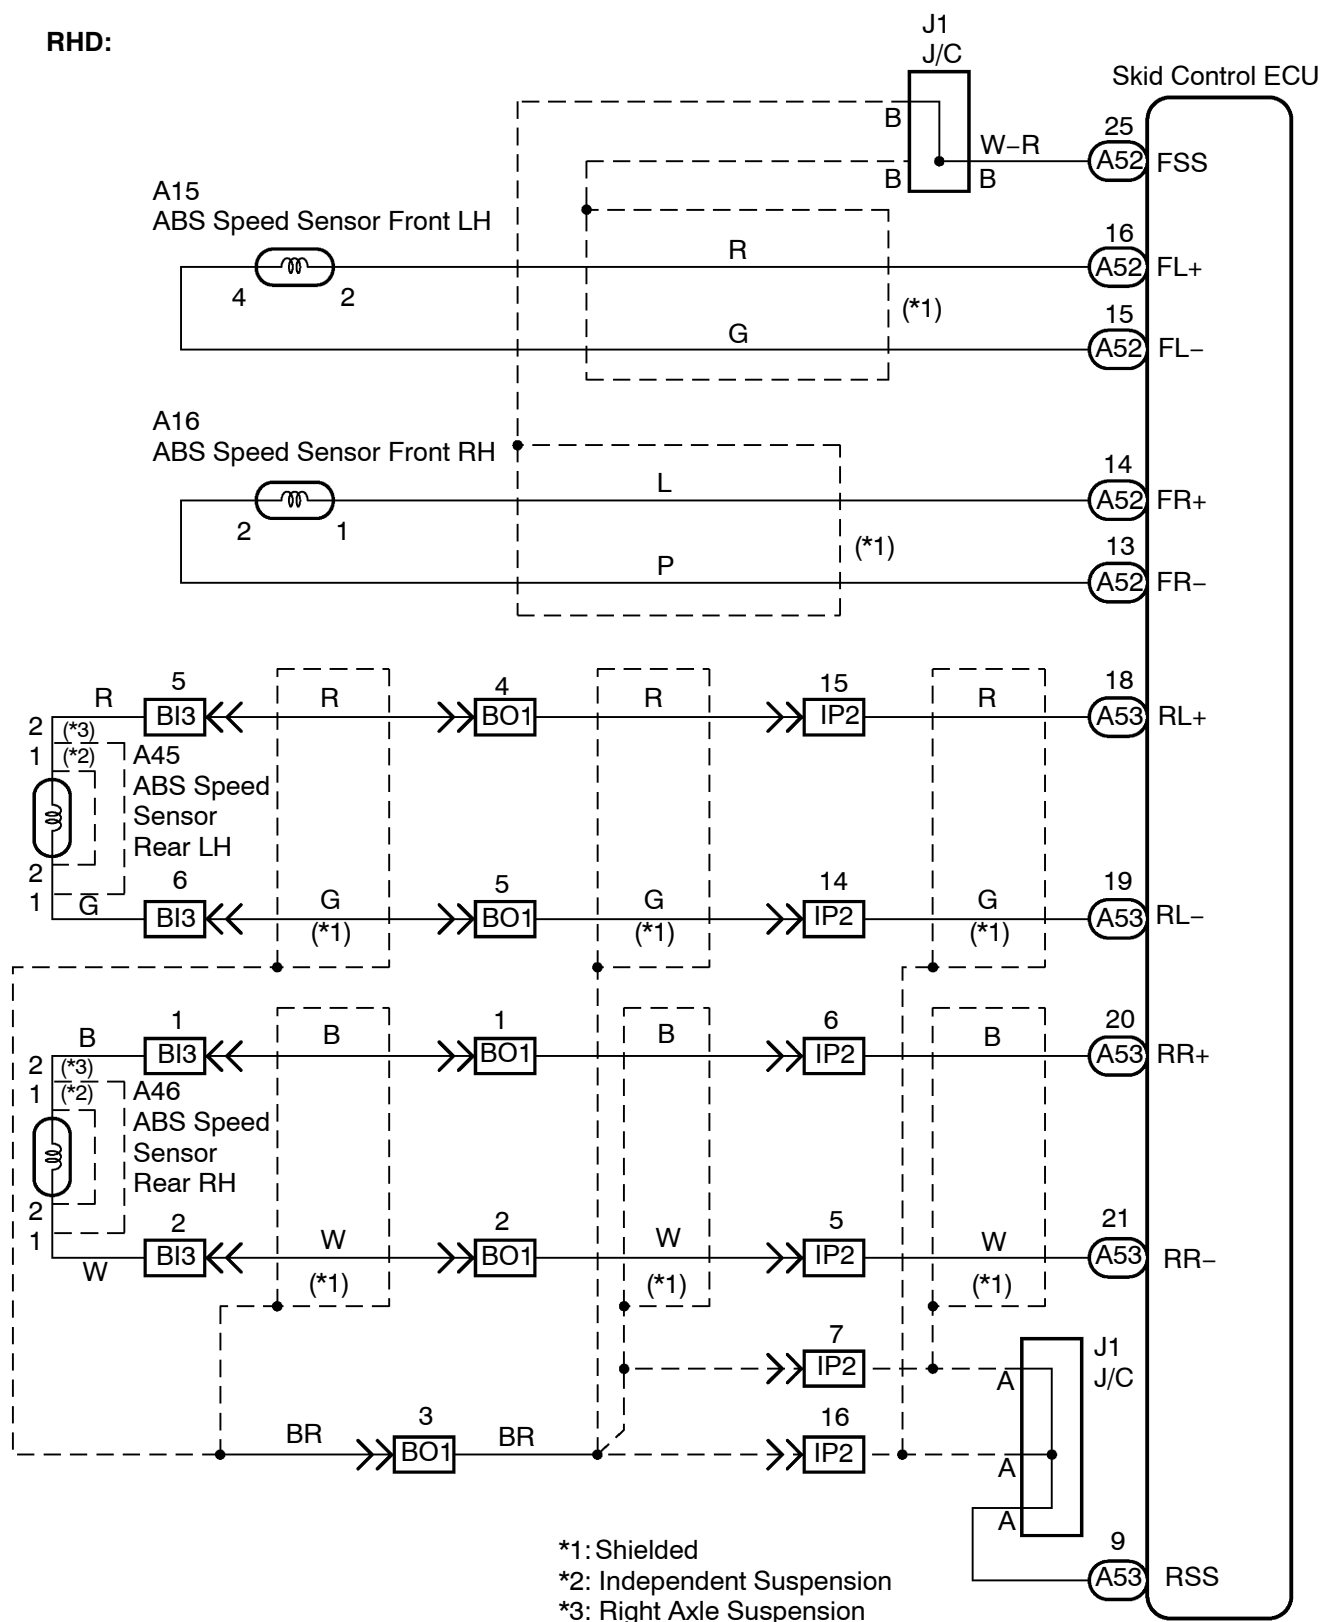 RHD:
J1
J/C
Skid Control ECU
B
W–R
25
A52 FSS
B
B
A15
ABS Speed Sensor Front LH
R
16
A52 FL+
4
2
(*1)
G
15
A52 FL–
A16
ABS Speed Sensor Front RH
L
14
A52 FR+
2
1
(*1)
P
13
A52 FR–
R
5
BI3
R
4
BO1
R
15
IP2
R
18
A53 RL+
2
(*3)
1
(*2)
A45
ABS Speed
Sensor
Rear LH
2
1
G
6
BI3
G
(*1)
5
BO1
G
(*1)
14
IP2
G
(*1)
19
A53 RL–
B
1
BI3
B
1
BO1
B
6
IP2
B
20
A53 RR+
2
(*3)
1
(*2)
A46
ABS Speed
Sensor
Rear RH
2
1
W
2
BI3
W
(*1)
2
BO1
W
(*1)
5
IP2
W
(*1)
21
A53 RR–
7
IP2
A
J1
J/C
BR
3
BO1
BR
16
IP2
A
A
9
A53 RSS
*1: Shielded
*2: Independent Suspension
*3: Right Axle Suspension